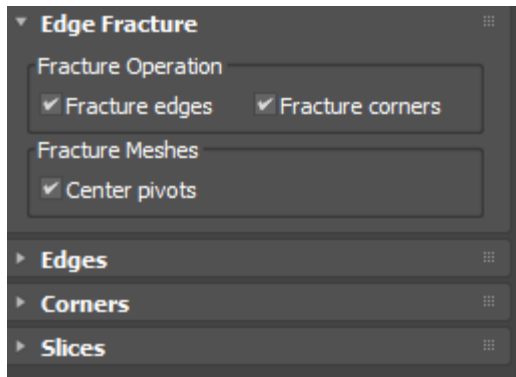 Edge Fracture
Fracture Operation
Fracture edges Fracture corners
Fracture Meshes
Center pivots
Edges
Corners
Slices